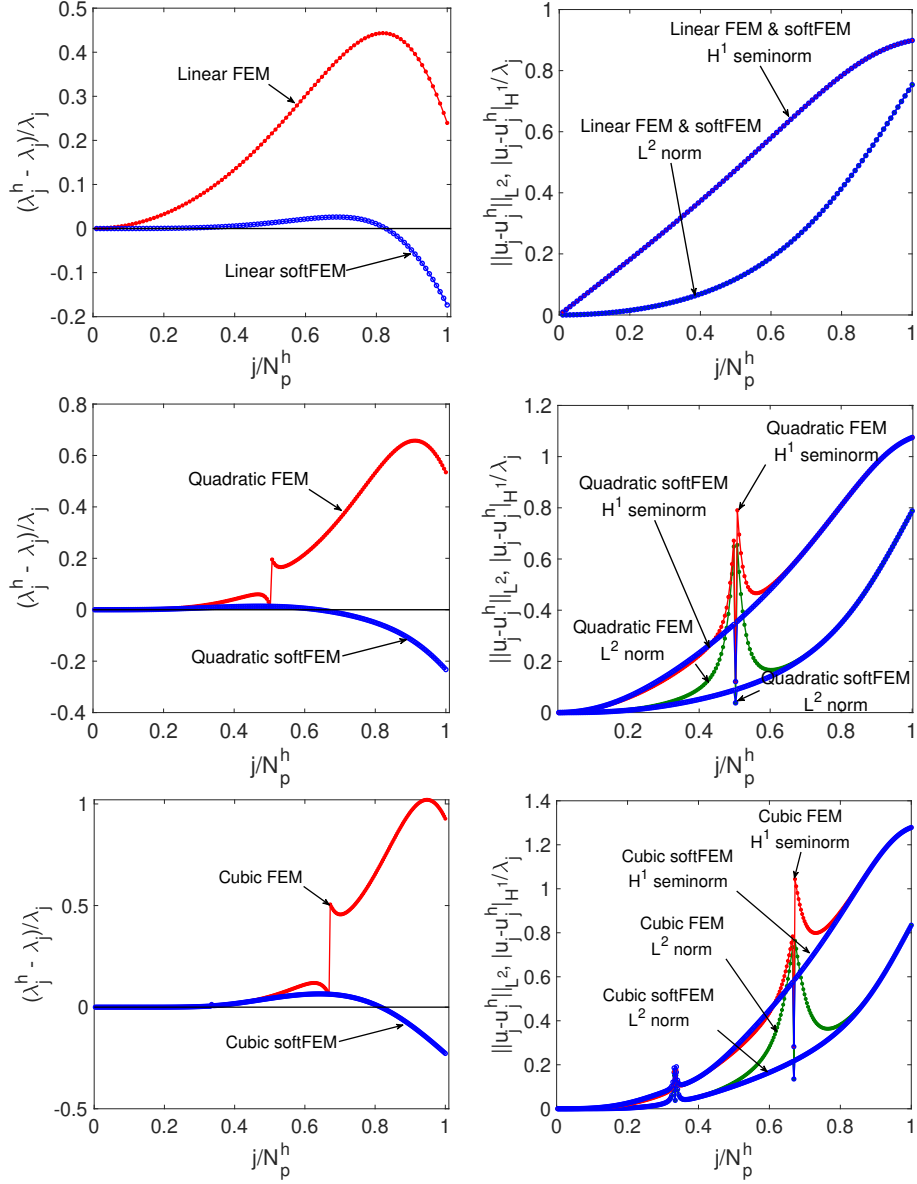 0.5
0.4
0.3
0.2
0.1
0
-0.1
-0.2
0 0.2 0.4 0.6 0.8 1
(λ_j^h - λ_j)/λ_j
j/N_p^h
Linear FEM
Linear softFEM
1
0.8
0.6
0.4
0.2
0
0 0.2 0.4 0.6 0.8 1
||u_j-u_j^h||_{L^2}, |u_j-u_j^h|_{H^1}/λ_j
j/N_p^h
Linear FEM & softFEM
H^1 seminorm
Linear FEM & softFEM
L^2 norm
0.8
0.6
0.4
0.2
0
-0.2
-0.4
0 0.2 0.4 0.6 0.8 1
(λ_j^h - λ_j)/λ_j
j/N_p^h
Quadratic FEM
Quadratic softFEM
1.2
1
0.8
0.6
0.4
0.2
0
0 0.2 0.4 0.6 0.8 1
||u_j-u_j^h||_{L^2}, |u_j-u_j^h|_{H^1}/λ_j
j/N_p^h
Quadratic FEM
H^1 seminorm
Quadratic softFEM
H^1 seminorm
Quadratic FEM
L^2 norm
Quadratic softFEM
L^2 norm
1
0.5
0
-0.5
0 0.2 0.4 0.6 0.8 1
(λ_j^h - λ_j)/λ_j
j/N_p^h
Cubic FEM
Cubic softFEM
1.4
1.2
1
0.8
0.6
0.4
0.2
0
0 0.2 0.4 0.6 0.8 1
||u_j-u_j^h||_{L^2}, |u_j-u_j^h|_{H^1}/λ_j
j/N_p^h
Cubic FEM
H^1 seminorm
Cubic softFEM
H^1 seminorm
Cubic FEM
L^2 norm
Cubic softFEM
L^2 norm